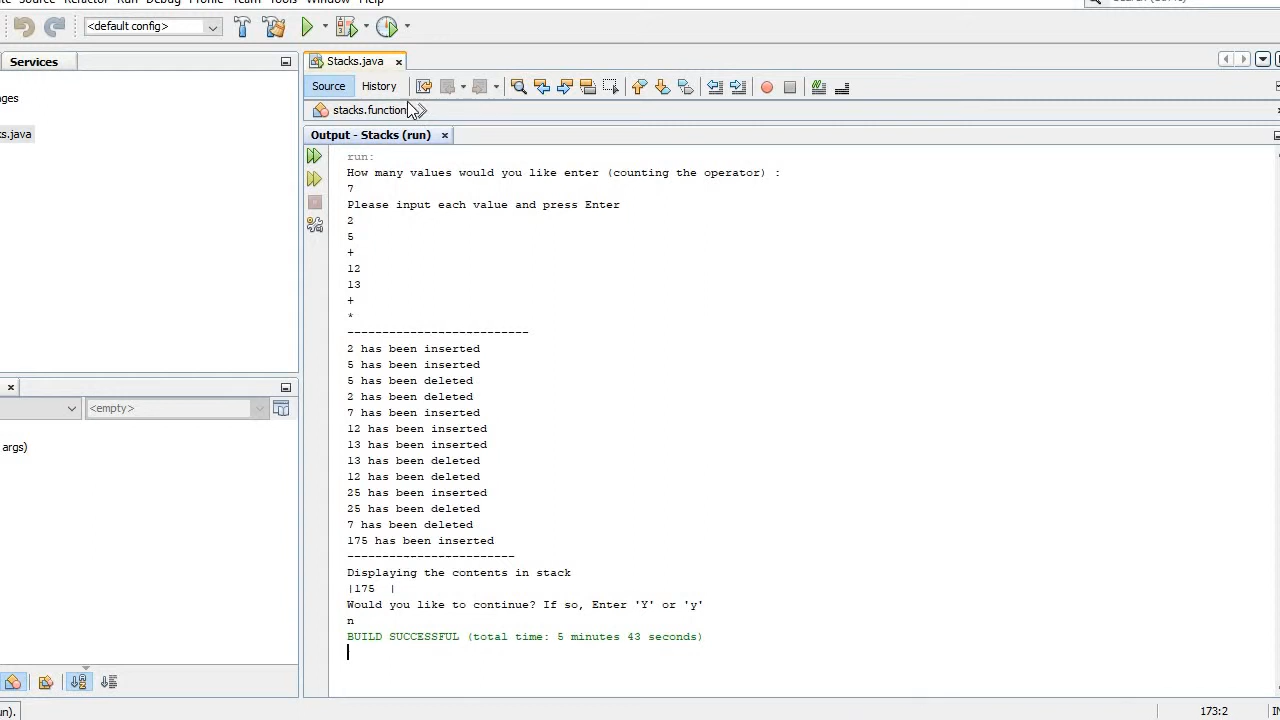 Source Refactor Run Debug Profile Team Tools Window Help
<default config>
Services
Stacks.java
Source History
ges
stacks.function
s.java
Output - Stacks (run)
run:
How many values would you like enter (counting the operator) :
7
Please input each value and press Enter
2
5
+
12
13
+
*
--------------------------
2 has been inserted
5 has been inserted
5 has been deleted
2 has been deleted
7 has been inserted
12 has been inserted
13 has been inserted
13 has been deleted
12 has been deleted
25 has been inserted
25 has been deleted
7 has been deleted
175 has been inserted
------------------------
Displaying the contents in stack
|175  |
Would you like to continue? If so, Enter 'Y' or 'y'
n
BUILD SUCCESSFUL (total time: 5 minutes 43 seconds)
<empty>
args)
un).
173:2